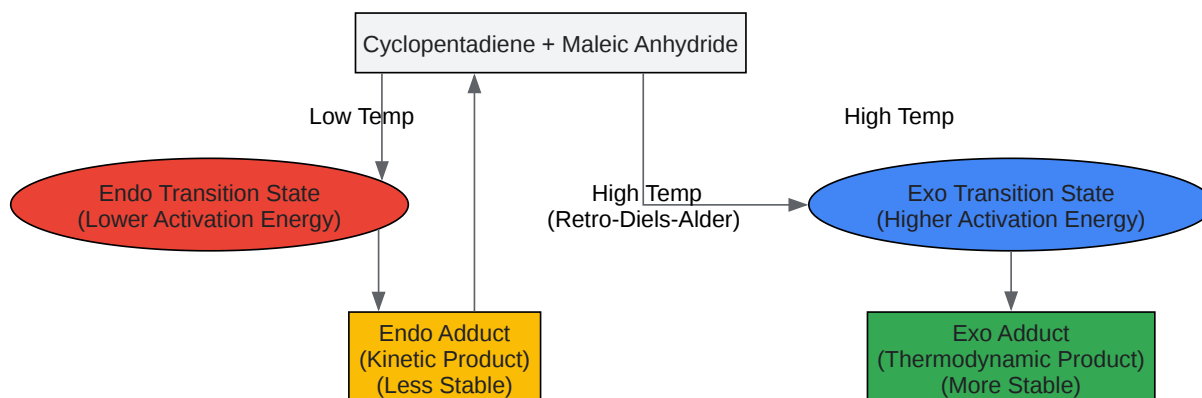 Cyclopentadiene + Maleic Anhydride
Low Temp
High Temp
Endo Transition State
(Lower Activation Energy)
High Temp
(Retro-Diels-Alder)
Exo Transition State
(Higher Activation Energy)
Endo Adduct
(Kinetic Product)
(Less Stable)
Exo Adduct
(Thermodynamic Product)
(More Stable)